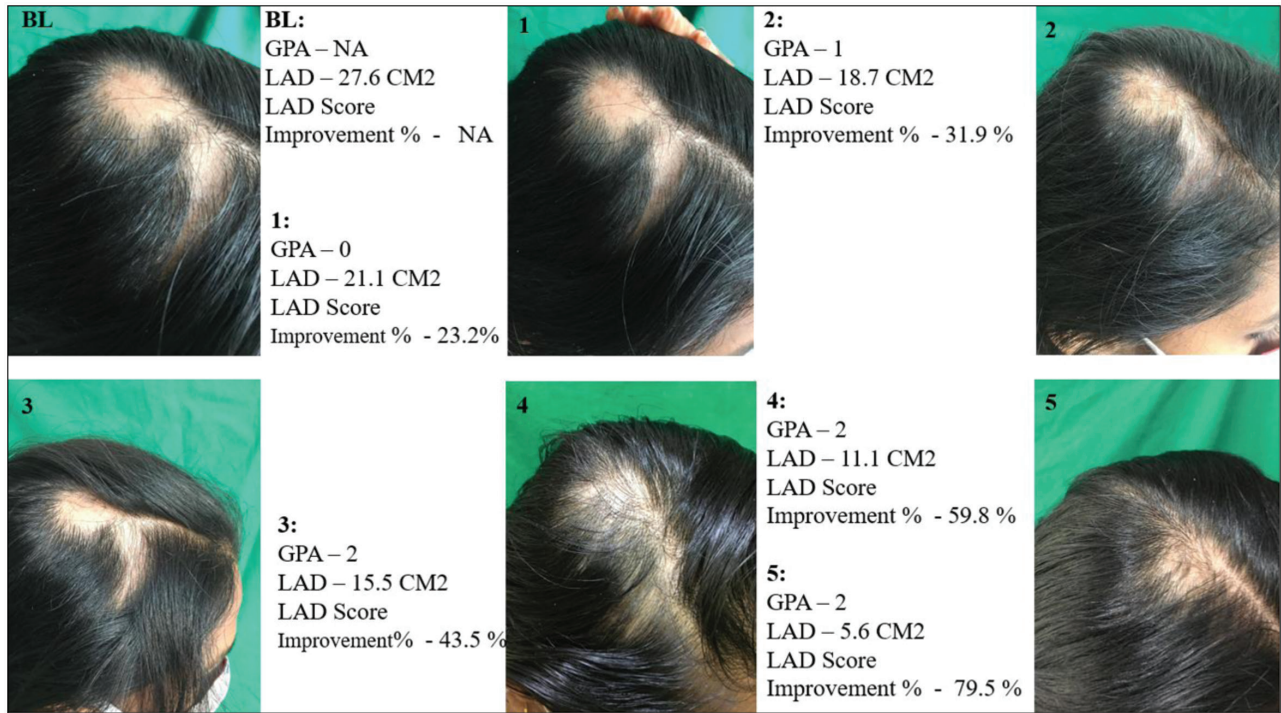 BL
BL:
GPA – NA
LAD – 27.6 CM2
LAD Score
Improvement % - NA
1:
GPA – 0
LAD – 21.1 CM2
LAD Score
Improvement % - 23.2%
1
2:
GPA – 1
LAD – 18.7 CM2
LAD Score
Improvement % - 31.9 %
2
3
3:
GPA – 2
LAD – 15.5 CM2
LAD Score
Improvement% - 43.5 %
4
4:
GPA – 2
LAD – 11.1 CM2
LAD Score
Improvement % - 59.8 %
5:
GPA – 2
LAD – 5.6 CM2
LAD Score
Improvement % - 79.5 %
5